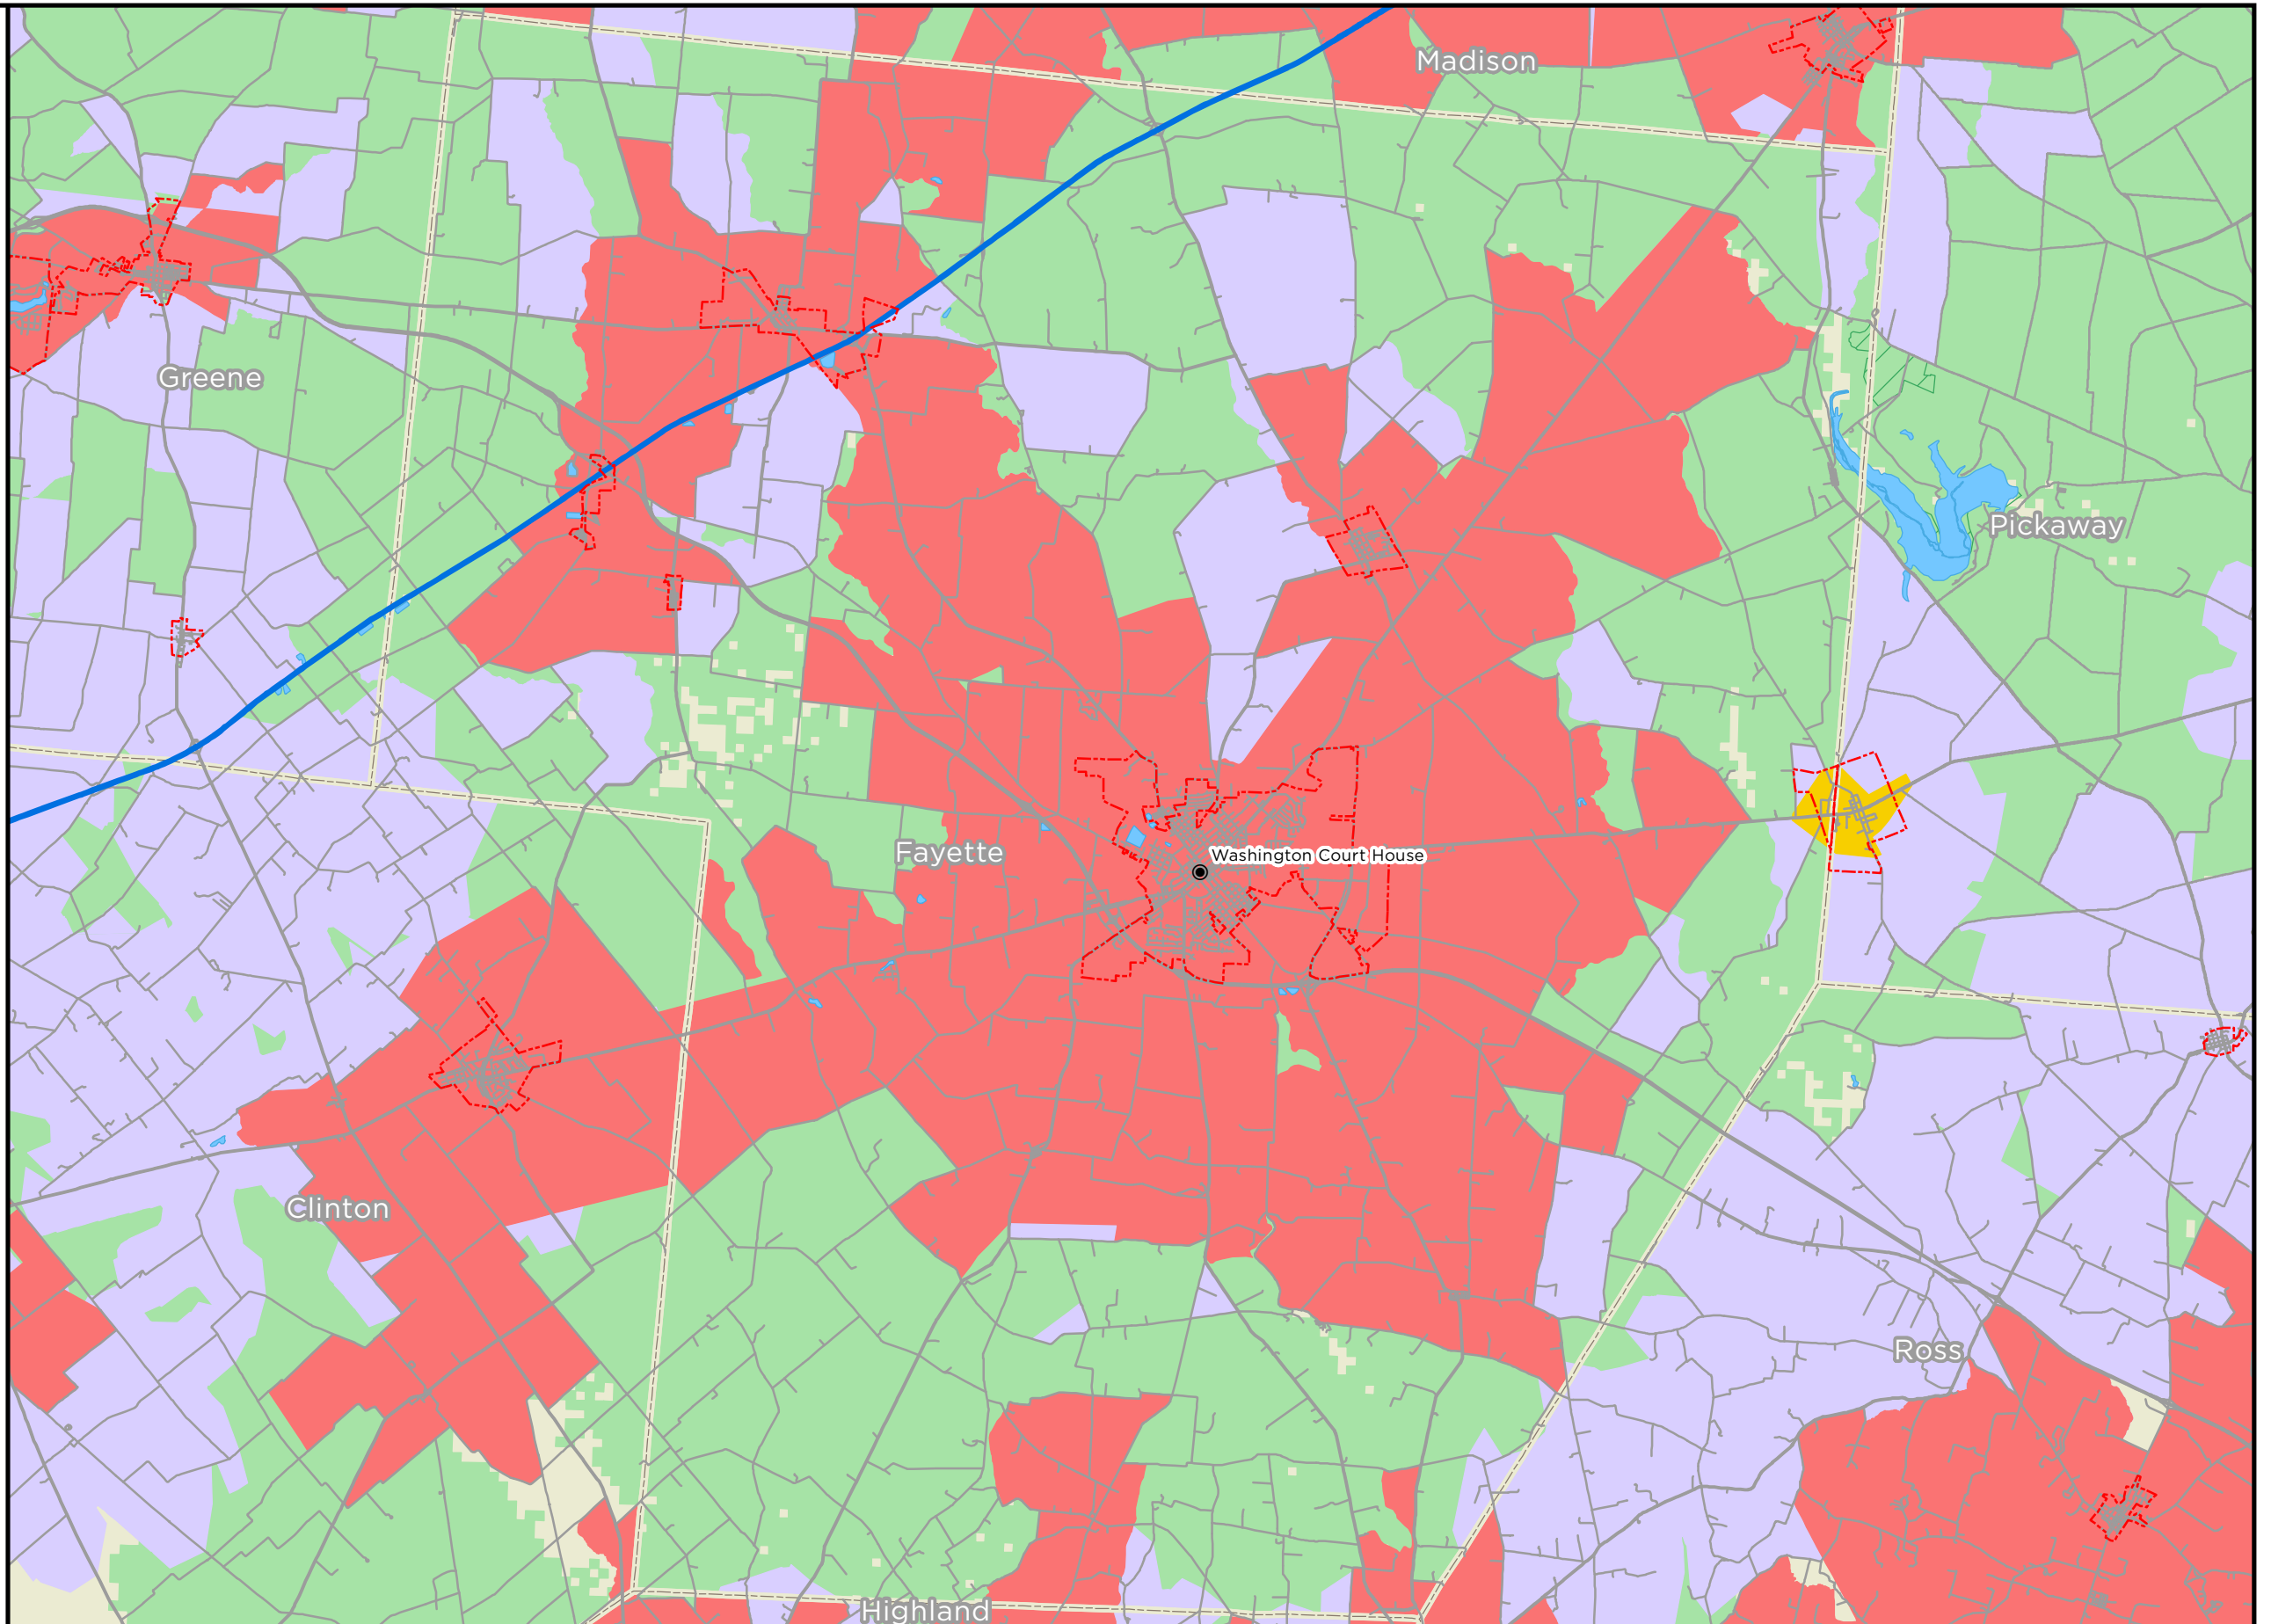 Madison
Greene
Pickaway
Fayette
Washington Court House
Clinton
Ross
Highland